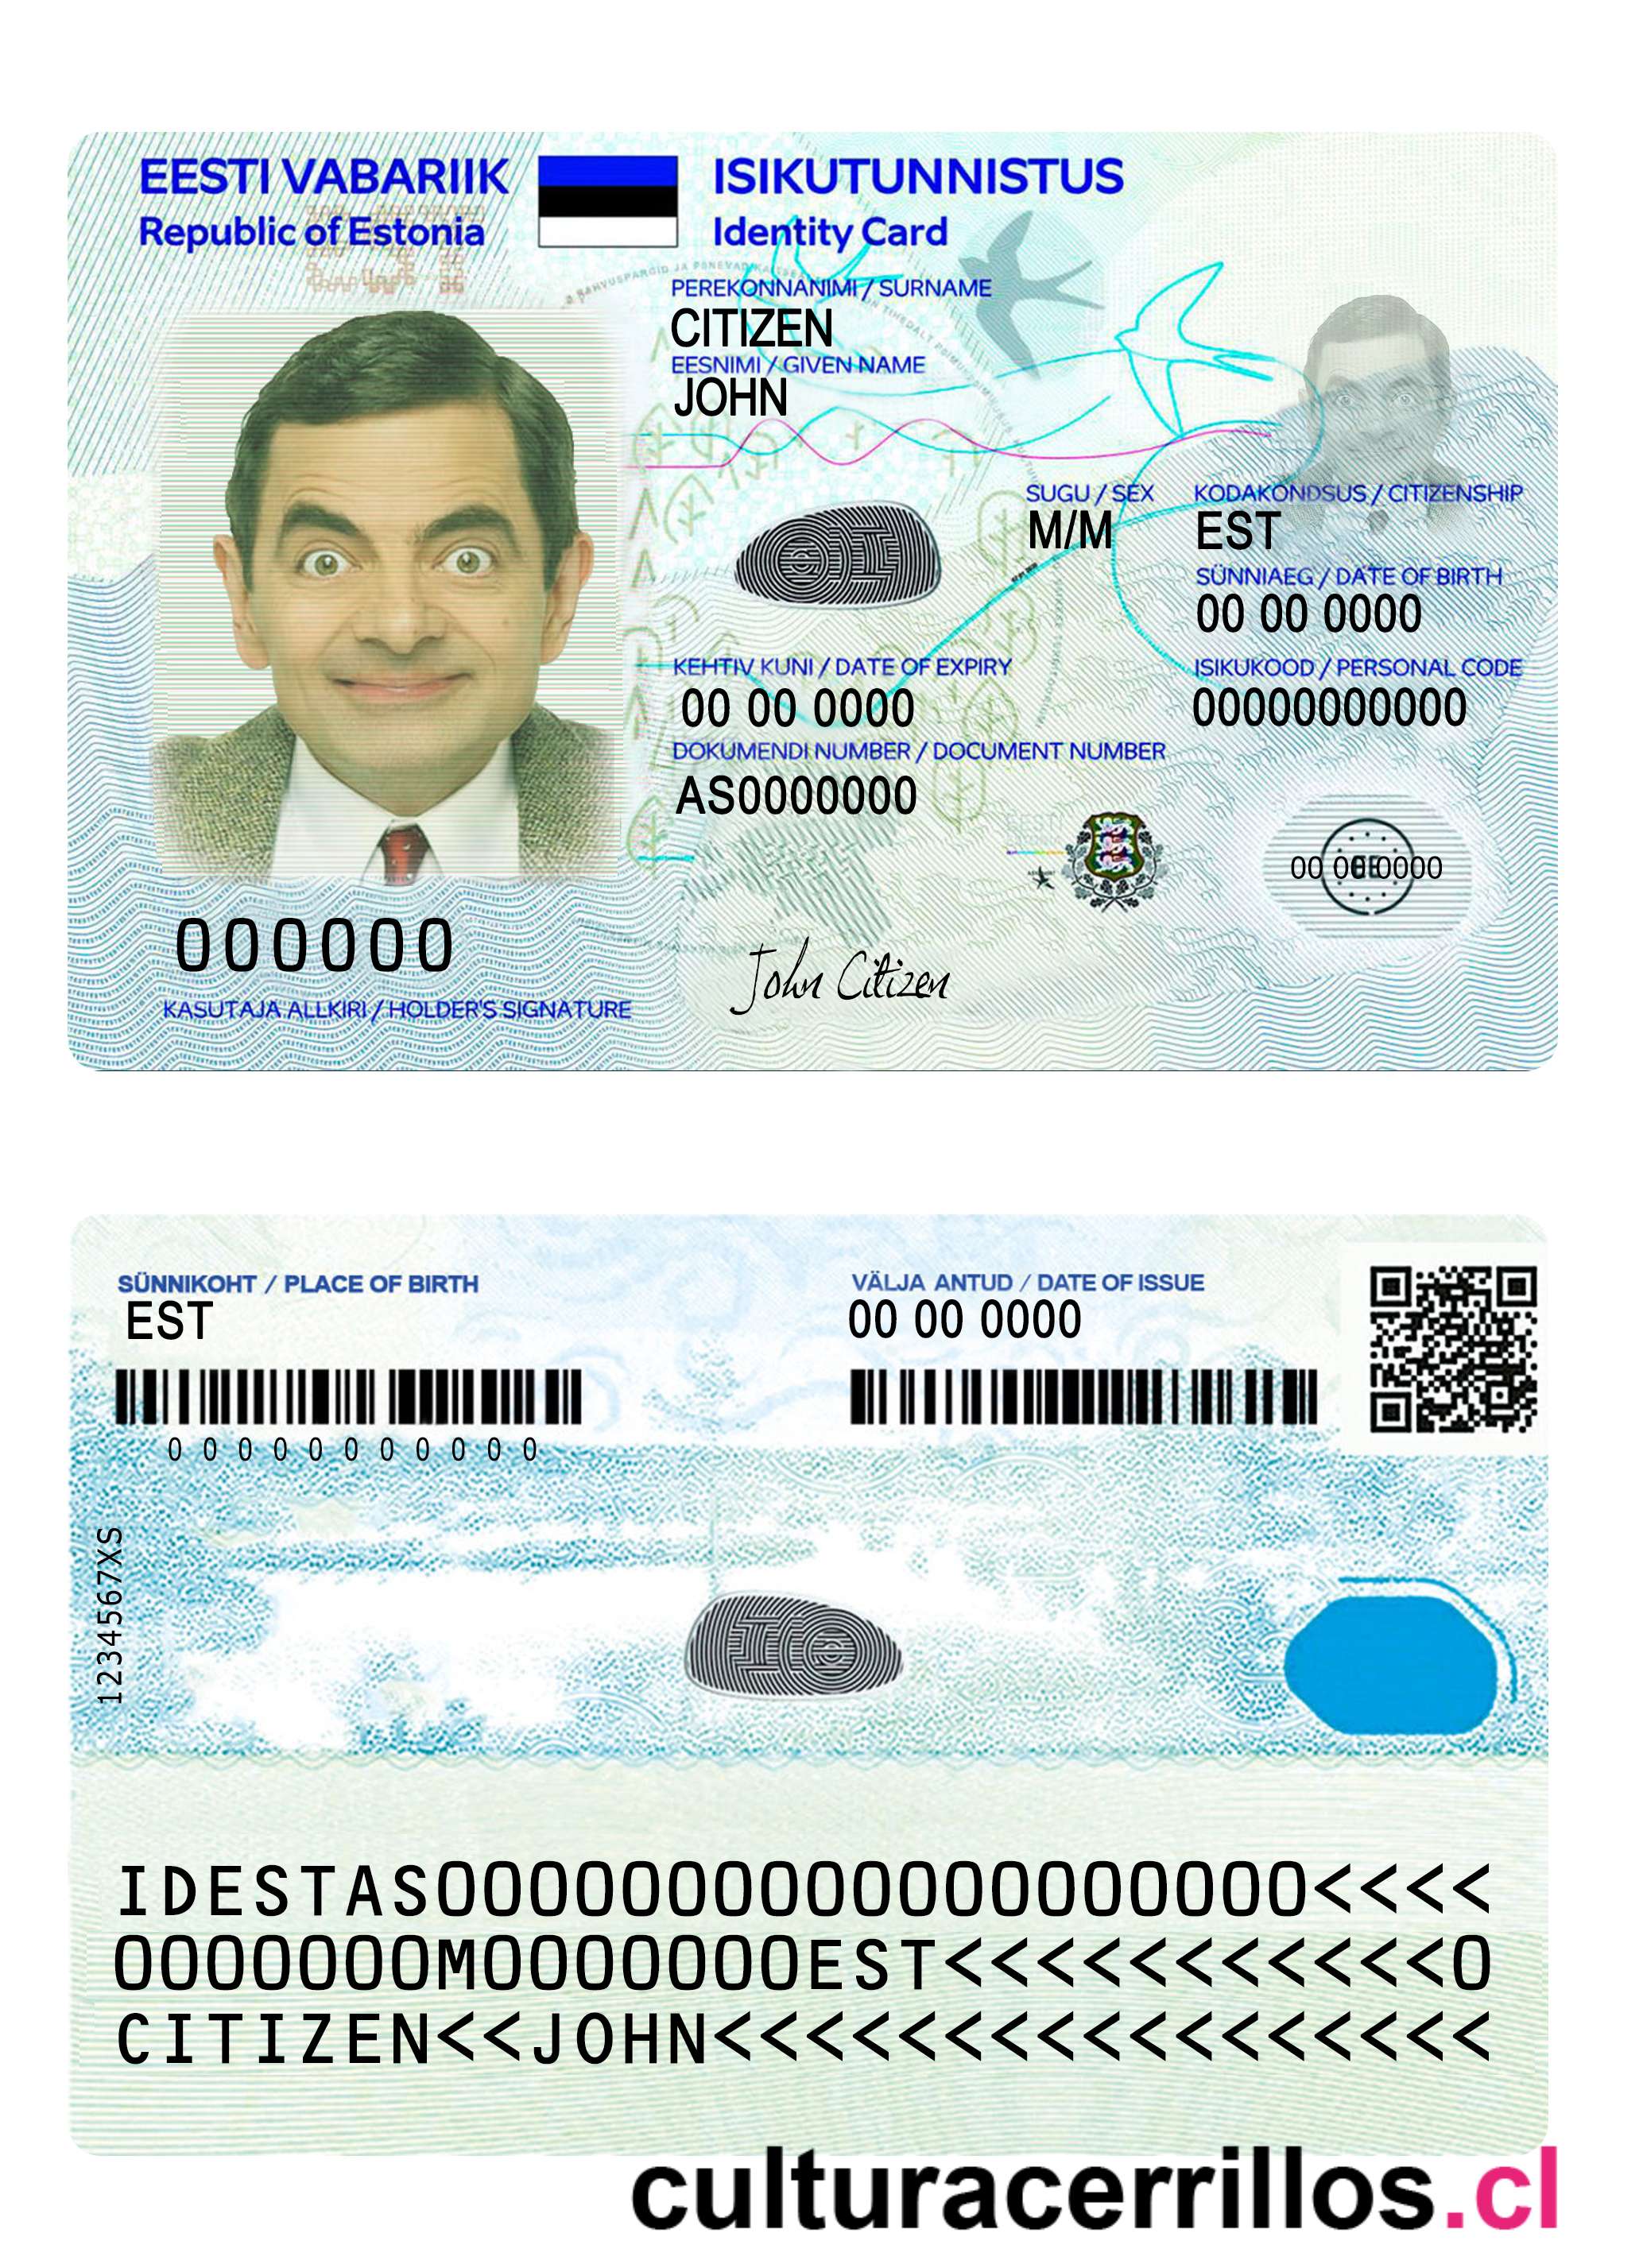 EESTI VABARIIK
Republic of Estonia
ISIKUTUNNISTUS
Identity Card
PEREKONNANIMI / SURNAME
CITIZEN
EESNIMI / GIVEN NAME
JOHN
SUGU / SEX
M/M
KODAKONDSUS / CITIZENSHIP
EST
SÜNNIAEG / DATE OF BIRTH
00 00 0000
KEHTIV KUNI / DATE OF EXPIRY
00 00 0000
ISIKUKOOD / PERSONAL CODE
00000000000
DOKUMENDI NUMBER / DOCUMENT NUMBER
AS0000000
00 00 0000
000000
KASUTAJA ALLKIRI / HOLDER'S SIGNATURE
John Citizen
SÜNNIKOHT / PLACE OF BIRTH
EST
VÄLJA ANTUD / DATE OF ISSUE
00 00 0000
0 0 0 0 0 0 0 0 0 0 0
1234567XS
IDESTAS0000000000000000000<<<<
0000000M0000000EST<<<<<<<<<<<0
CITIZEN<<JOHN<<<<<<<<<<<<<<<<<
culturacerrillos.cl